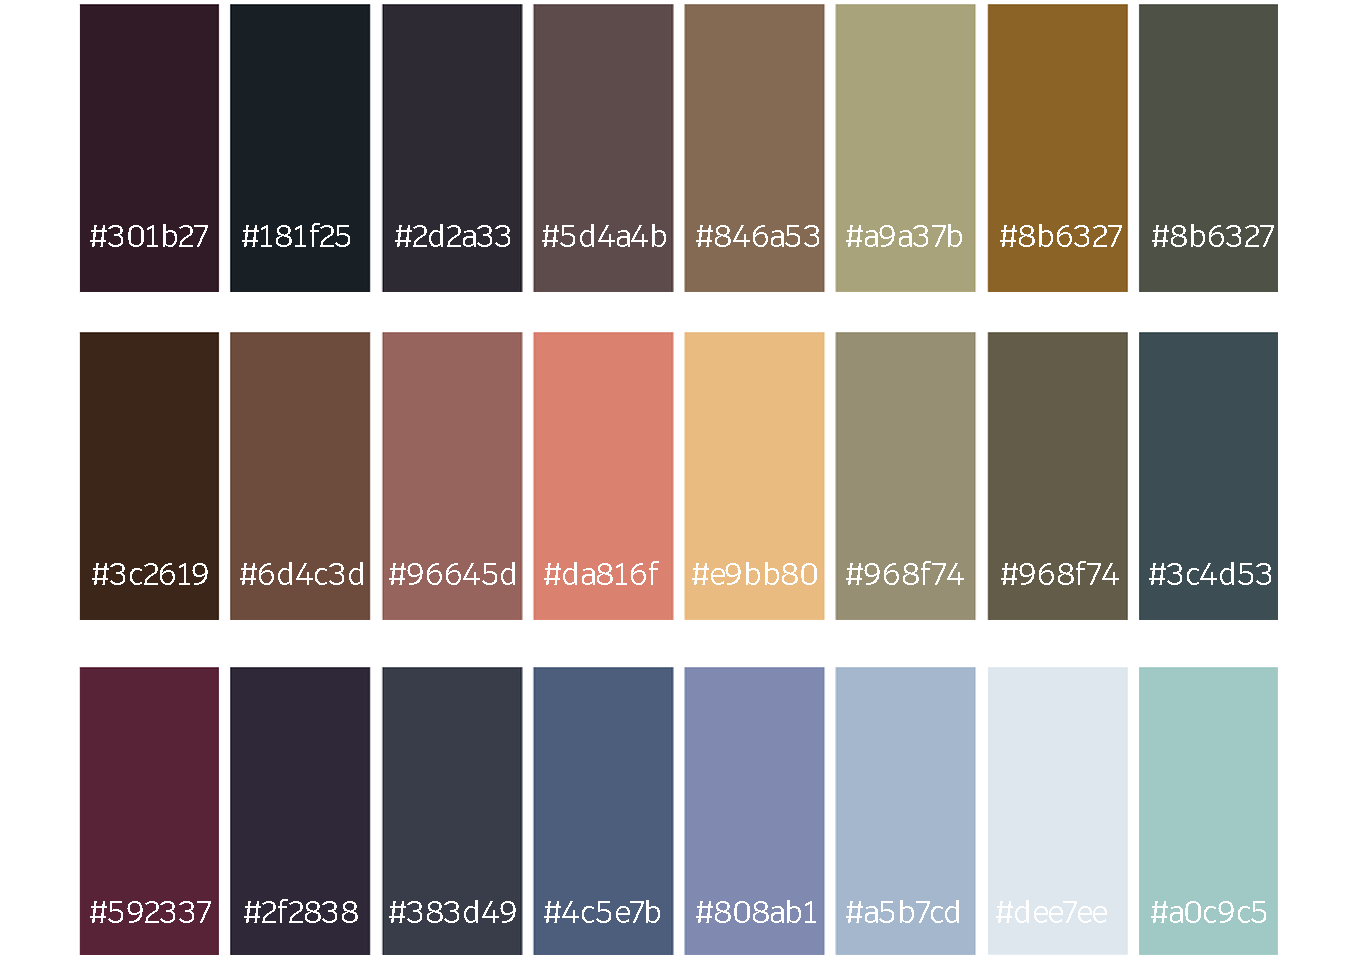 #301b27 #181f25 #2d2a33 #5d4a4b #846a53 #a9a37b #8b6327 #8b6327
#3c2619 #6d4c3d #96645d #da816f #e9bb80 #968f74 #968f74 #3c4d53
#592337 #2f2838 #383d49 #4c5e7b #808ab1 #a5b7cd #dee7ee #a0c9c5